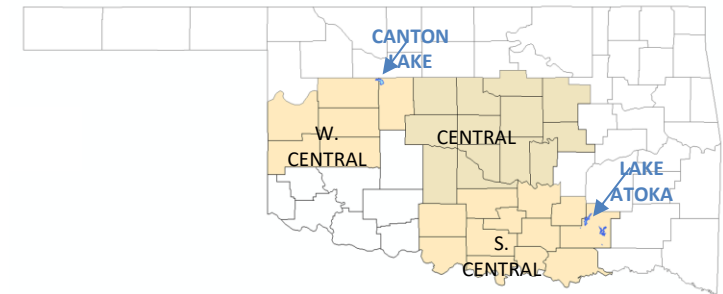 CANTON
LAKE
W.
CENTRAL
CENTRAL
LAKE
ATOKA
S.
CENTRAL